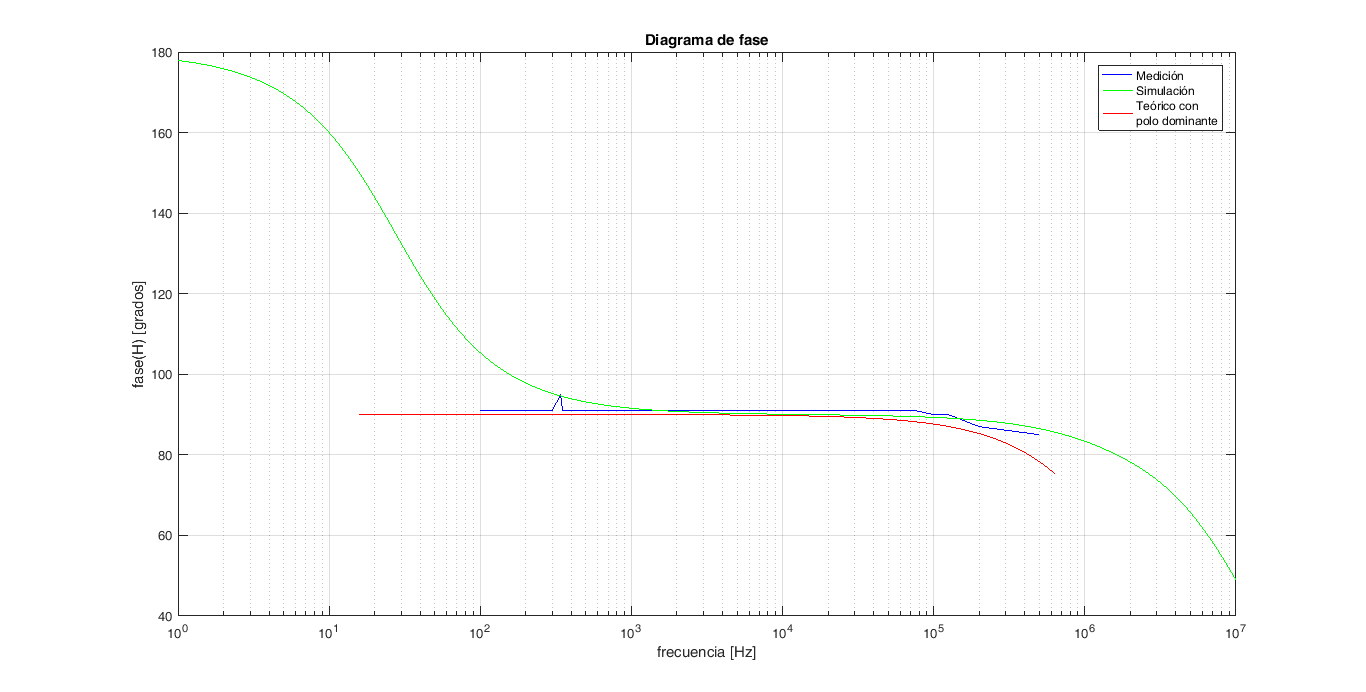 Diagrama de fase
Medición
Simulación
Teórico con
polo dominante
fase(H) [grados]
180
160
140
120
100
80
60
40
10^0 10^1 10^2 10^3 10^4 10^5 10^6 10^7
frecuencia [Hz]